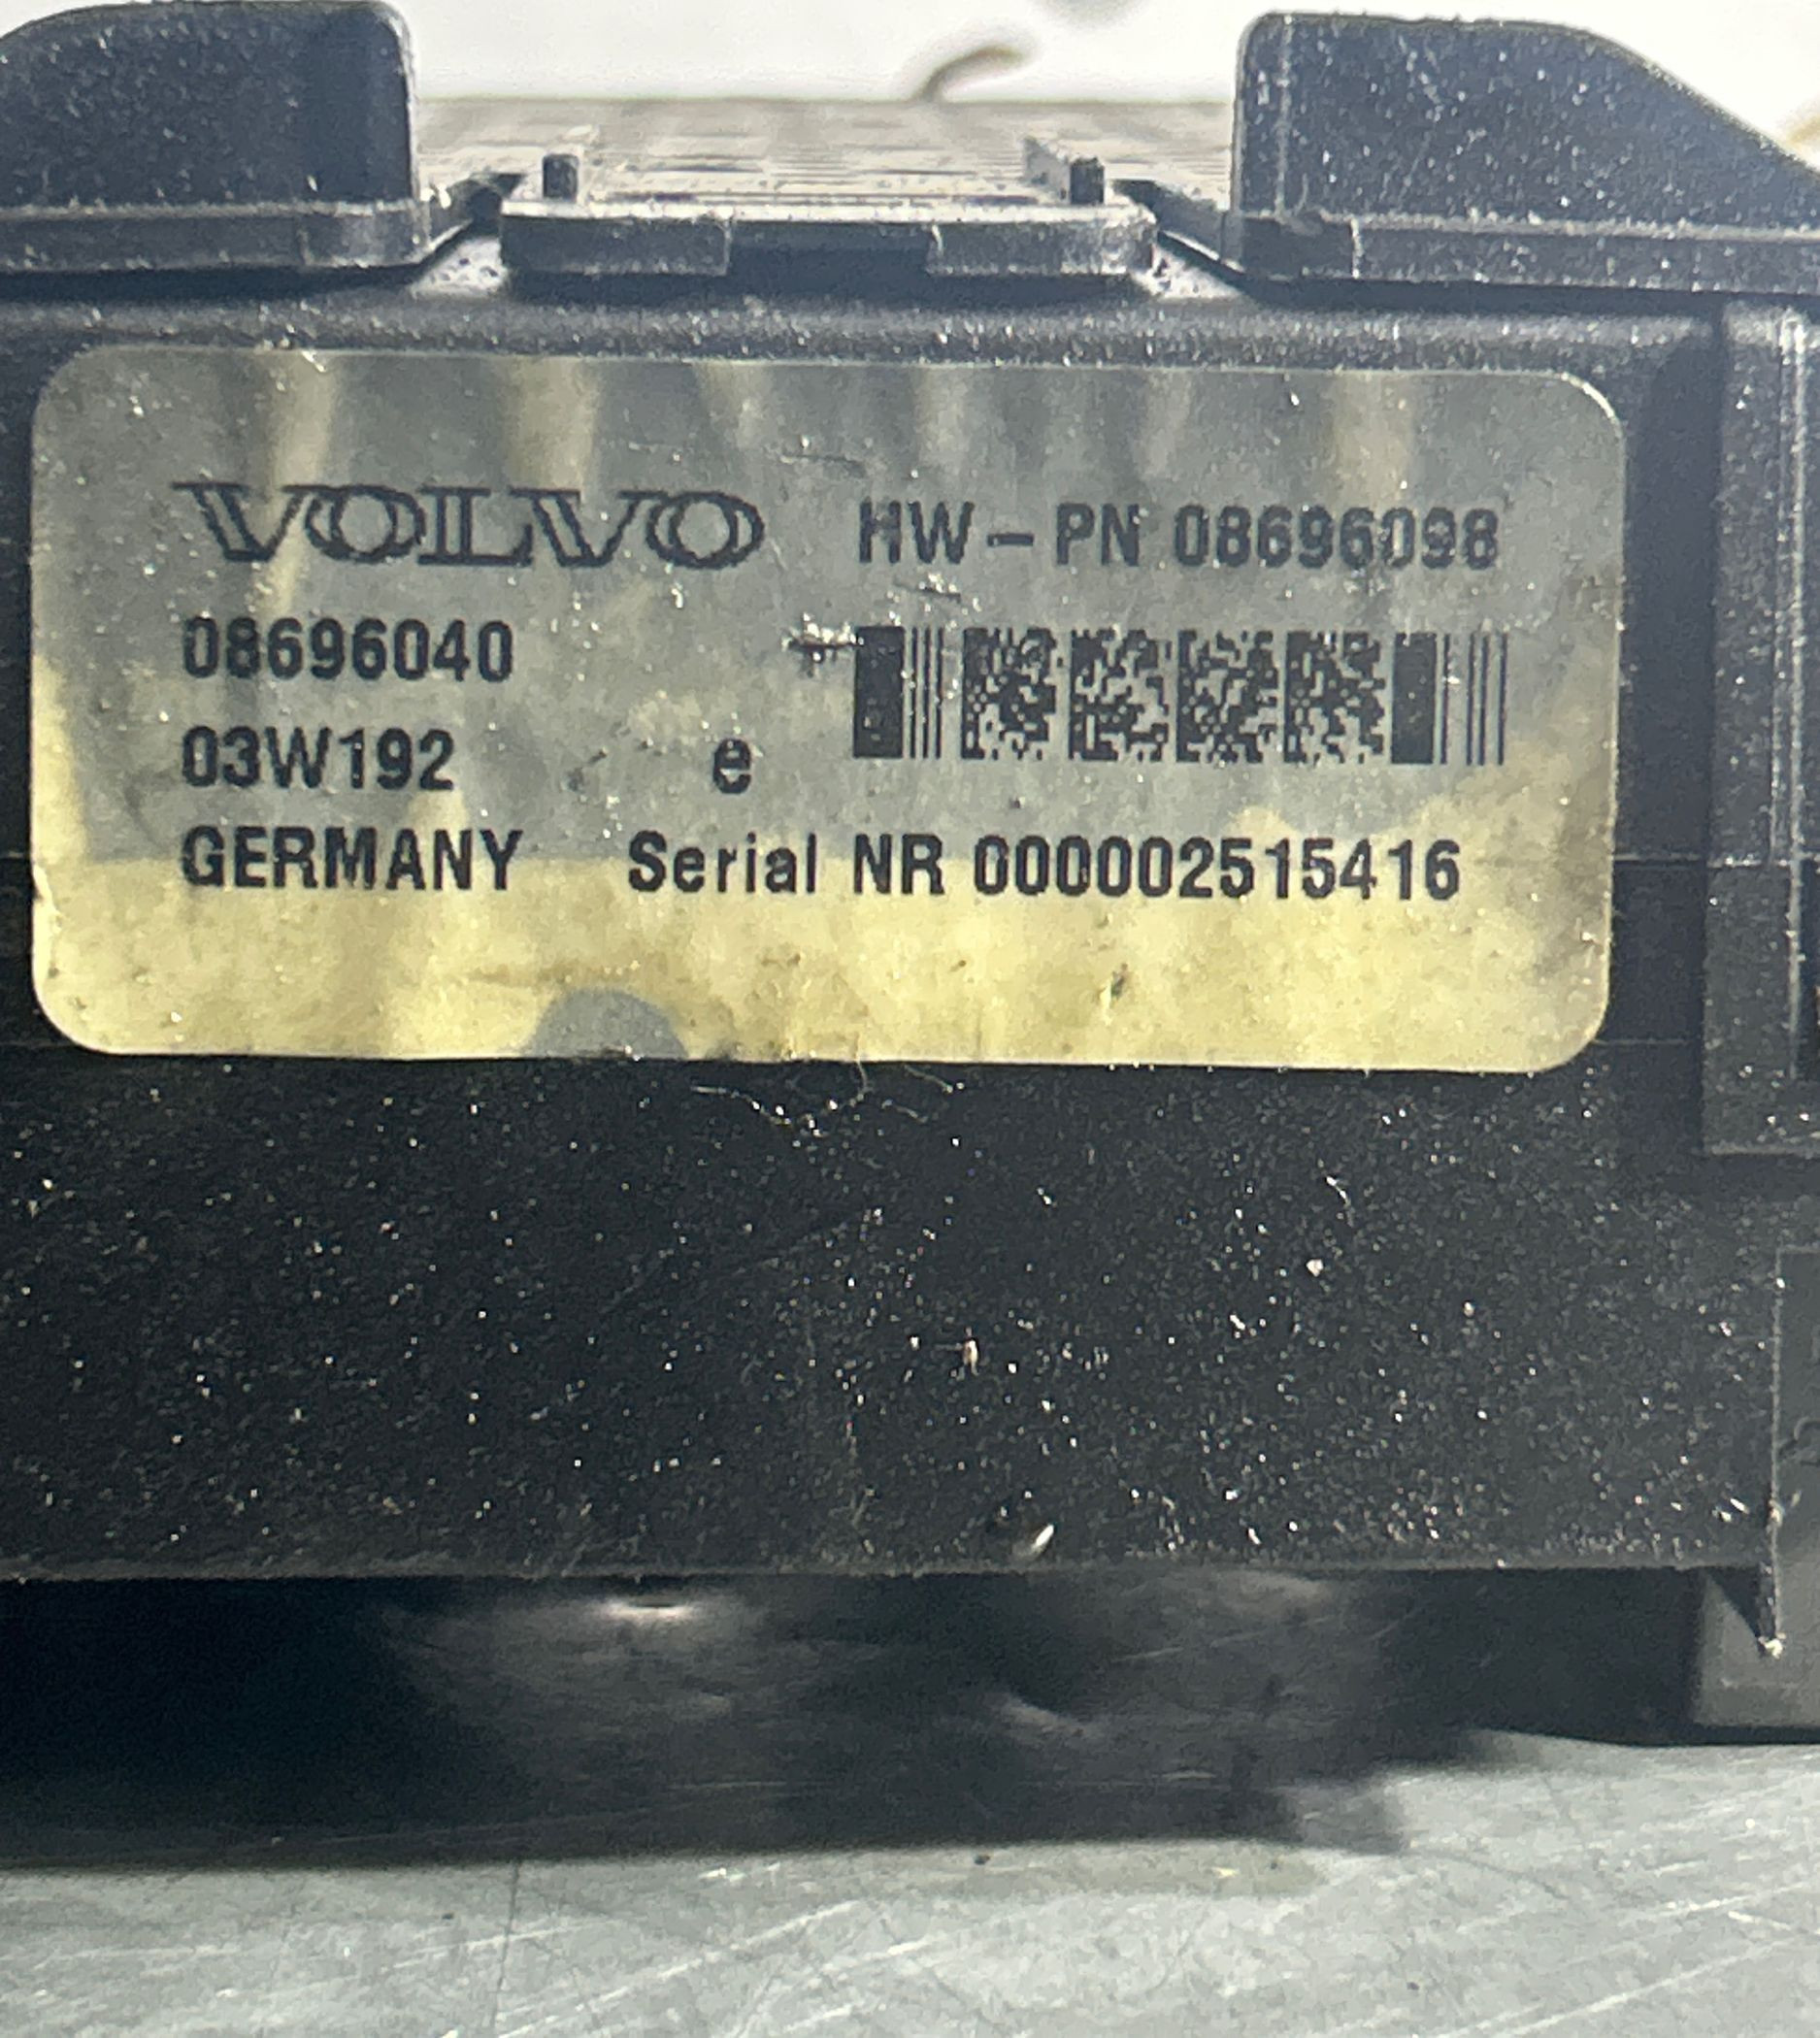 VOLVO HW-PN 08696098
08696040
03W192 e
GERMANY Serial NR 000002515416